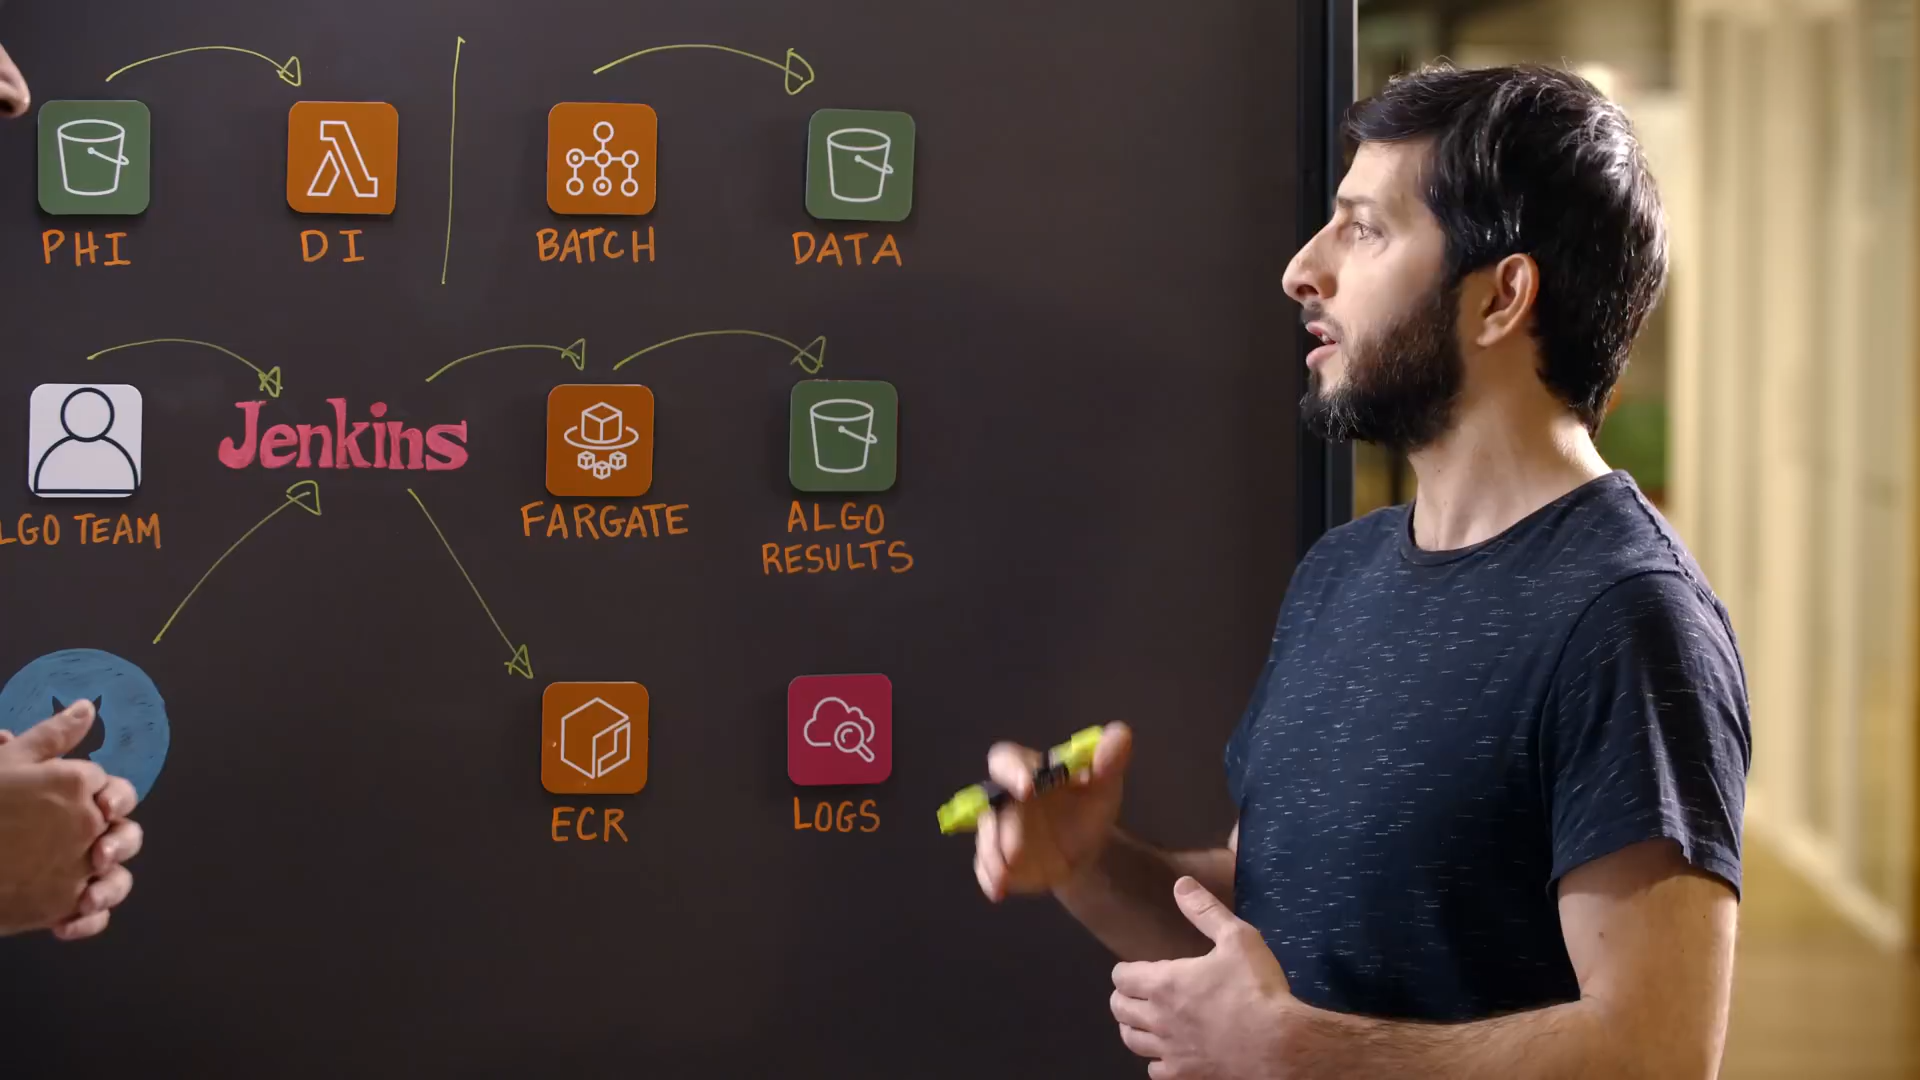 PHI
DI
BATCH
DATA
Jenkins
LGO TEAM
FARGATE
ALGO
RESULTS
ECR
LOGS